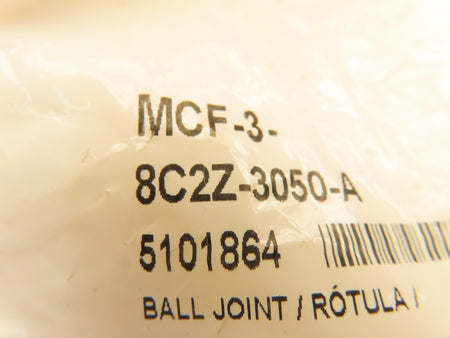 MCF-3-
8C2Z-3050-A
5101864
BALL JOINT / RÓTULA /